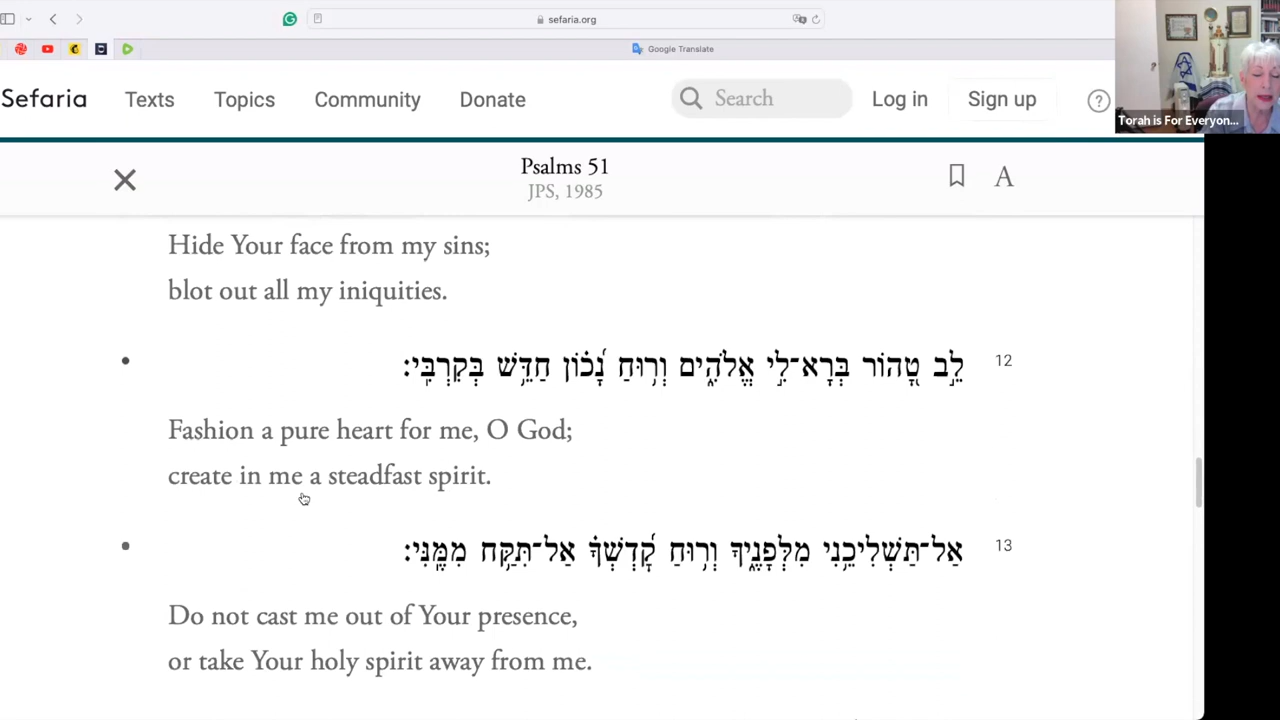 sefaria.org
Google Translate
Sefaria Texts Topics Community Donate Search Log in Sign up ?
Torah is For Everyon...
Psalms 51
JPS, 1985
A
Hide Your face from my sins;
blot out all my iniquities.
12 לֵ֣ב טָ֭הוֹר בְּרָא־לִ֣י אֱלֹהִ֑ים וְר֥וּחַ נָ֝כ֗וֹן חַדֵּ֥שׁ בְּקִרְבִּֽי׃
Fashion a pure heart for me, O God;
create in me a steadfast spirit.
13 אַל־תַּשְׁלִיכֵ֥נִי מִלְּפָנֶ֑יךָ וְר֥וּחַ קׇ֝דְשְׁךָ֗ אַל־תִּקַּ֥ח מִמֶּֽנִּי׃
Do not cast me out of Your presence,
or take Your holy spirit away from me.